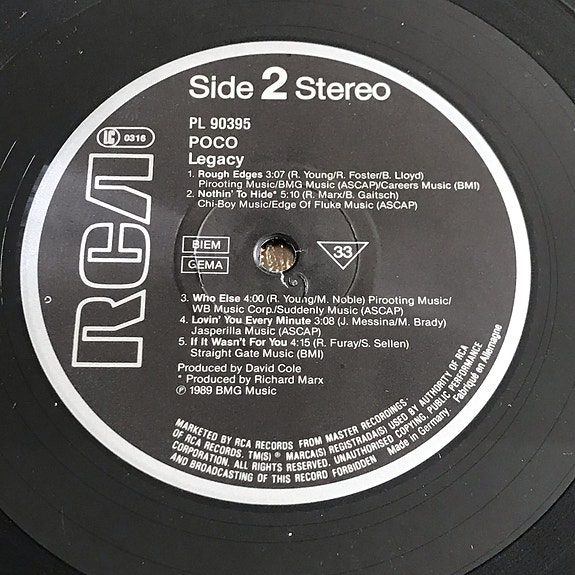 Side 2 Stereo
PL 90395
POCO
Legacy
LC 0316
RCA
1. Rough Edges 3:07 (R. Young/R. Foster/B. Lloyd)
Pirooting Music/BMG Music (ASCAP)/Careers Music (BMI)
2. Nothin' To Hide* 5:10 (R. Marx/B. Gaitsch)
Chi-Boy Music/Edge Of Fluke Music (ASCAP)
BIEM
GEMA
33
3. Who Else 4:00 (R. Young/M. Noble) Pirooting Music/
WB Music Corp./Suddenly Music (ASCAP)
4. Lovin' You Every Minute 3:08 (J. Messina/M. Brady)
Jasperilla Music (ASCAP)
5. If It Wasn't For You 4:15 (R. Furay/S. Sellen)
Straight Gate Music (BMI)
Produced by David Cole
* Produced by Richard Marx
℗ 1989 BMG Music
MARKETED BY RCA RECORDS FROM MASTER RECORDINGS
OF RCA RECORDS. TM(S) ® MARCA(S) REGISTRADA(S) USED BY AUTHORITY OF RCA
CORPORATION. ALL RIGHTS RESERVED. UNAUTHORISED COPYING, PUBLIC PERFORMANCE
AND BROADCASTING OF THIS RECORD FORBIDDEN
Made in Germany. Fabriqué en Allemagne